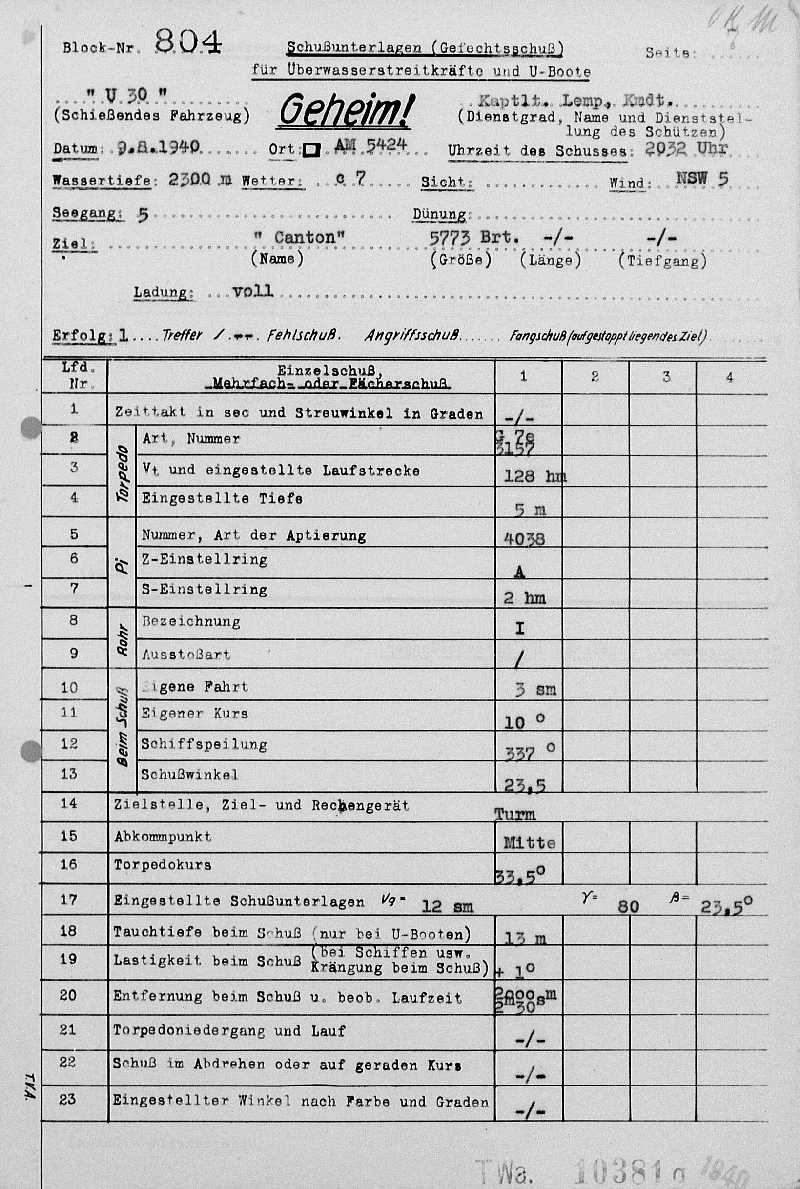 Block-Nr. 804
Schußunterlagen (Gefechtsschuß)
für Überwasserstreitkräfte und U-Boote
Seite:
" U 30 "
(Schießendes Fahrzeug)
Geheim!
Kaptlt. Lemp, Kmdt.
(Dienstgrad, Name und Dienststel-
lung des Schützen)
Datum: 9.8.1940 Ort: AM 5424 Uhrzeit des Schusses: 2032 Uhr
Wassertiefe: 2300 m Wetter: c 7 Sicht: Wind: NSW 5
Seegang: 5 Dünung:
Ziel: " Canton" 5773 Brt. -/- -/-
(Name) (Größe) (Länge) (Tiefgang)
Ladung: voll
Erfolg: 1 Treffer /.-- Fehlschuß. Angriffsschuß Fangschuß (auf gestoppt liegendes Ziel)
Lfd. Nr. Einzelschuß, Mehrfach- oder Fächerschuß 1 2 3 4
1 Zeittakt in sec und Streuwinkel in Graden -/-
Torpedo
2 Art, Nummer G 7e 3157
3 Vt und eingestellte Laufstrecke 128 hm
4 Eingestellte Tiefe 5 m
Pi
5 Nummer, Art der Aptierung 4038
6 Z-Einstellring A
7 S-Einstellring 2 hm
Rohr
8 Bezeichnung I
9 Ausstoßart /
Beim Schuß
10 Eigene Fahrt 3 sm
11 Eigener Kurs 10 °
12 Schiffspeilung 337 °
13 Schußwinkel 23,5
14 Zielstelle, Ziel- und Rechengerät Turm
15 Abkommpunkt Mitte
16 Torpedokurs 33,5°
17 Eingestellte Schußunterlagen Vg= 12 sm γ= 80 β= 23,5°
18 Tauchtiefe beim Schuß (nur bei U-Booten) 13 m
19 Lastigkeit beim Schuß (bei Schiffen usw. Krängung beim Schuß) + 1°
20 Entfernung beim Schuß u. beob. Laufzeit 2000 m 2m30s
21 Torpedoniedergang und Lauf -/-
22 Schuß im Abdrehen oder auf geraden Kurs -/-
23 Eingestellter Winkel nach Farbe und Graden -/-
T.V.A.
TWa. 10381 g 1840